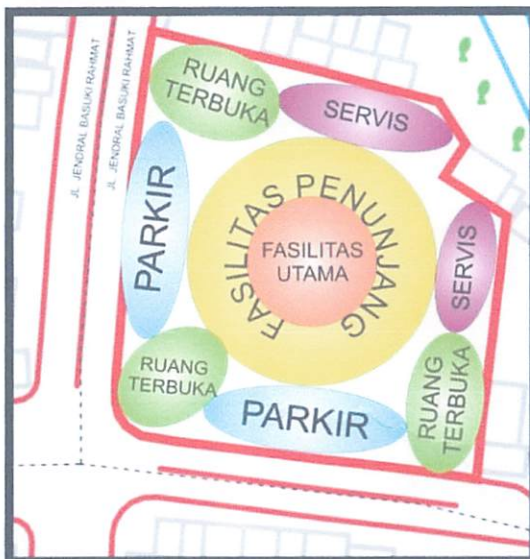 JL. JENDRAL BASUKI RAHMAT
JL. JENDRAL BASUKI RAHMAT
RUANG
TERBUKA
SERVIS
PARKIR
FASILITAS PENUNJANG
FASILITAS
UTAMA
SERVIS
RUANG
TERBUKA
PARKIR
RUANG
TERBUKA